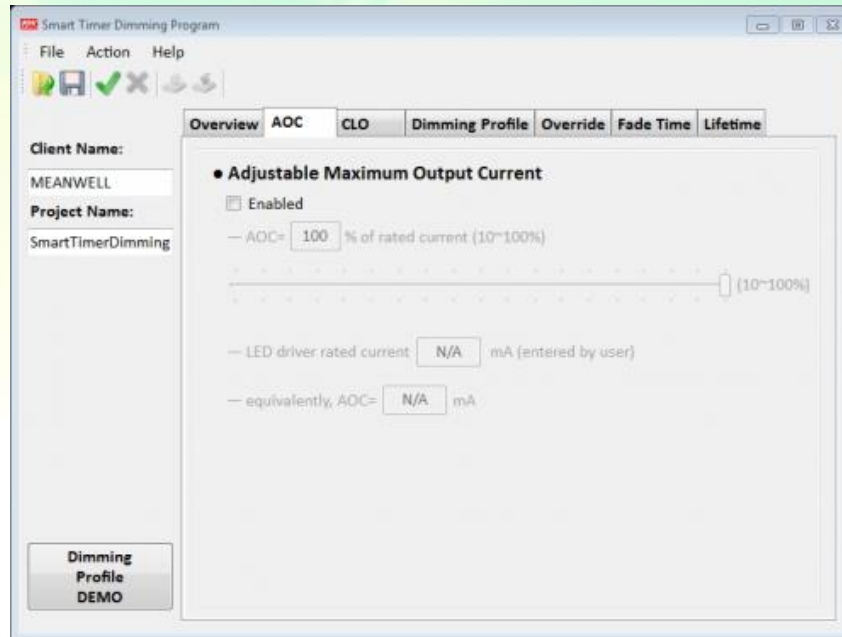 Smart Timer Dimming Program
File Action Help
Overview AOC CLO Dimming Profile Override Fade Time Lifetime
Client Name:
MEANWELL
Project Name:
SmartTimerDimming
● Adjustable Maximum Output Current
Enabled
— AOC= 100 % of rated current (10~100%)
(10~100%)
— LED driver rated current N/A mA (entered by user)
— equivalently, AOC= N/A mA
Dimming
Profile
DEMO